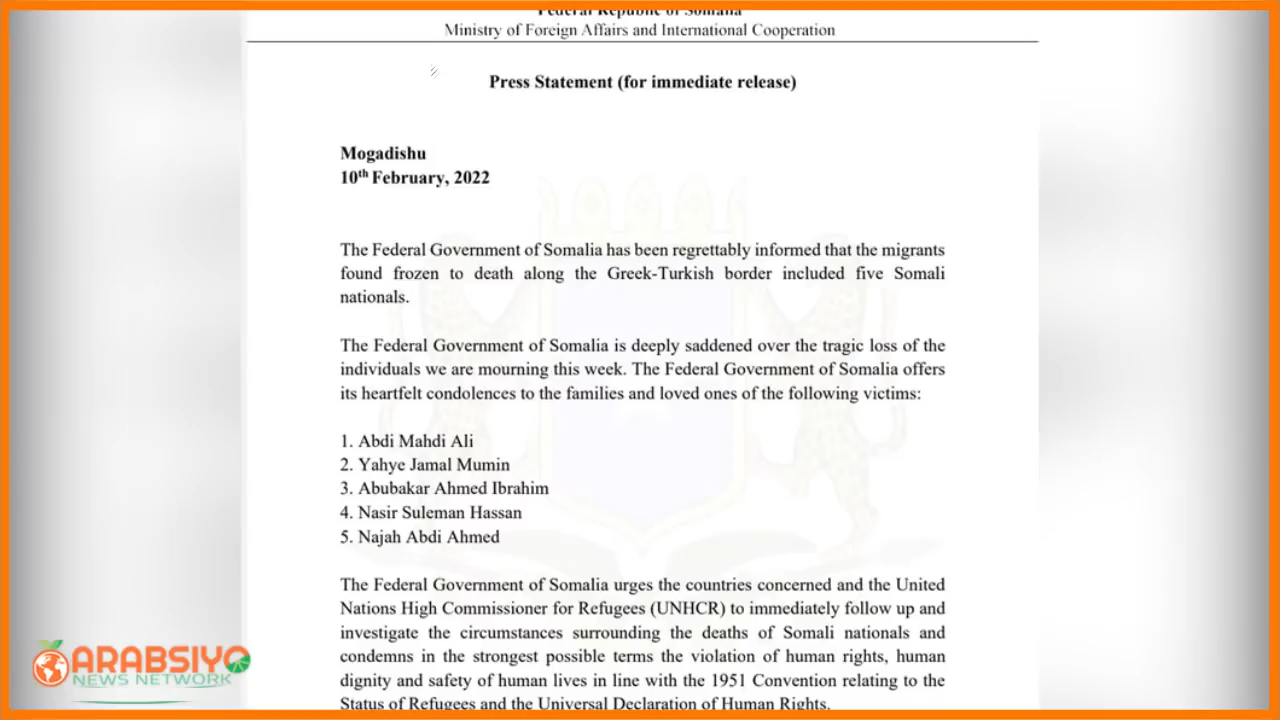 Federal Republic of Somalia
Ministry of Foreign Affairs and International Cooperation
Press Statement (for immediate release)
Mogadishu
10th February, 2022
The Federal Government of Somalia has been regrettably informed that the migrants
found frozen to death along the Greek-Turkish border included five Somali
nationals.
The Federal Government of Somalia is deeply saddened over the tragic loss of the
individuals we are mourning this week. The Federal Government of Somalia offers
its heartfelt condolences to the families and loved ones of the following victims:
1. Abdi Mahdi Ali
2. Yahye Jamal Mumin
3. Abubakar Ahmed Ibrahim
4. Nasir Suleman Hassan
5. Najah Abdi Ahmed
The Federal Government of Somalia urges the countries concerned and the United
Nations High Commissioner for Refugees (UNHCR) to immediately follow up and
investigate the circumstances surrounding the deaths of Somali nationals and
condemns in the strongest possible terms the violation of human rights, human
dignity and safety of human lives in line with the 1951 Convention relating to the
Status of Refugees and the Universal Declaration of Human Rights.
ARABSIYO
NEWS NETWORK